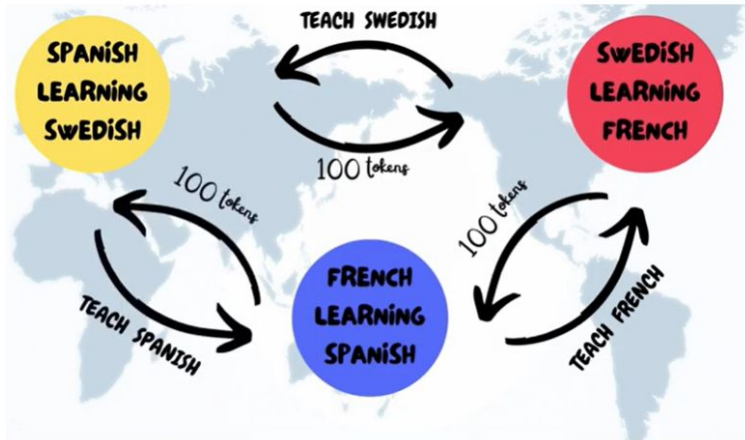 TEACH SWEDISH
SPANISH
LEARNING
SWEDISH
SWEDISH
LEARNING
FRENCH
100 tokens
100 tokens
100 tokens
FRENCH
LEARNING
SPANISH
TEACH SPANISH
TEACH FRENCH